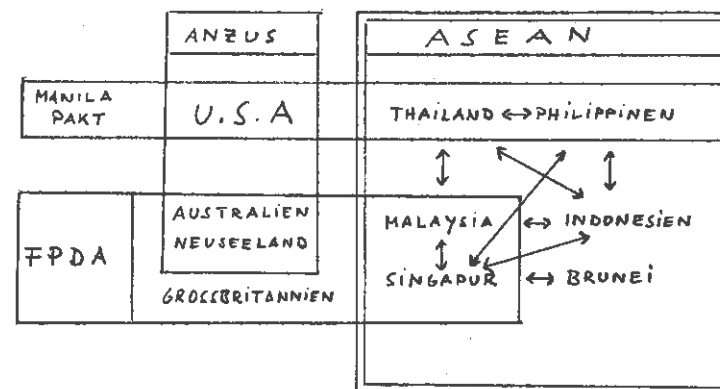 ANZUS
ASEAN
MANILA
PAKT
U.S.A
THAILAND ↔ PHILIPPINEN
FPDA
AUSTRALIEN
NEUSEELAND
GROSSBRITANNIEN
MALAYSIA ↔ INDONESIEN
SINGAPUR ↔ BRUNEI